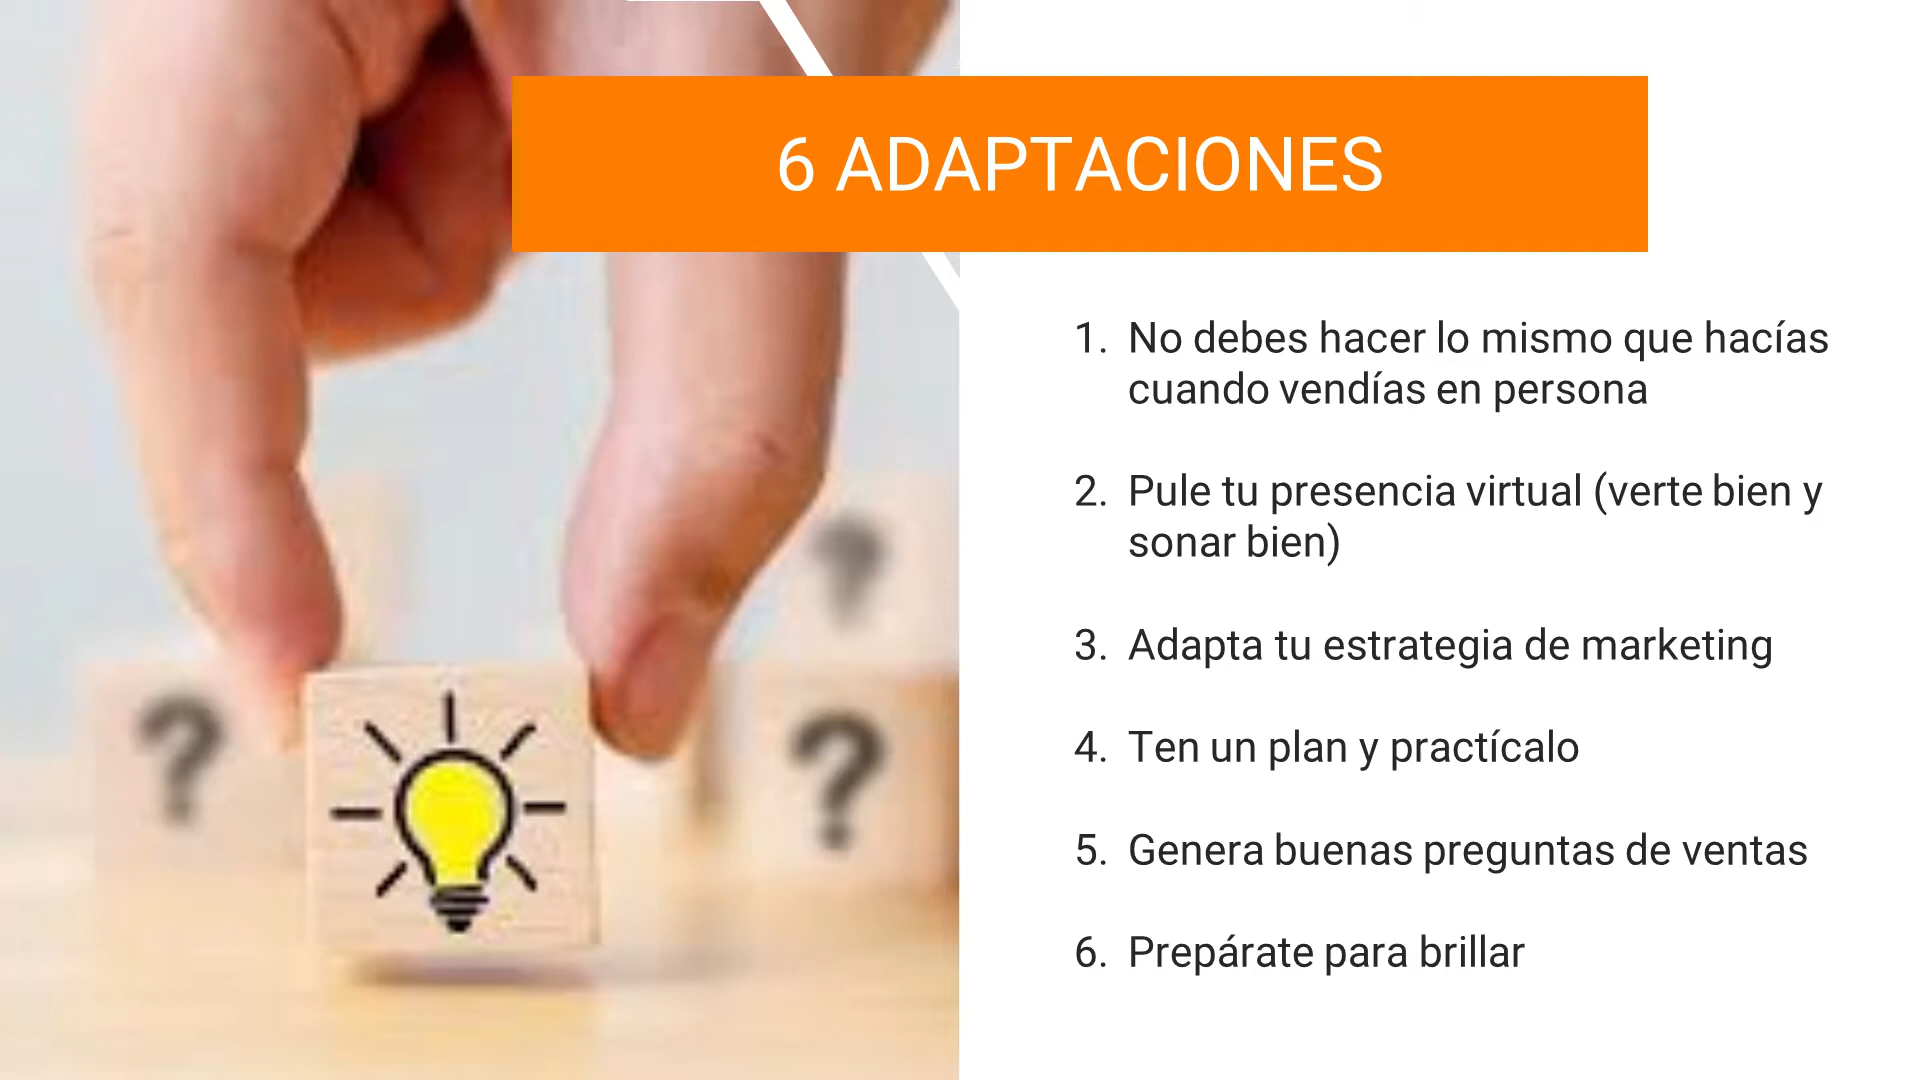 6 ADAPTACIONES
1. No debes hacer lo mismo que hacías
cuando vendías en persona
2. Pule tu presencia virtual (verte bien y
sonar bien)
3. Adapta tu estrategia de marketing
4. Ten un plan y practícalo
5. Genera buenas preguntas de ventas
6. Prepárate para brillar
?
?
?